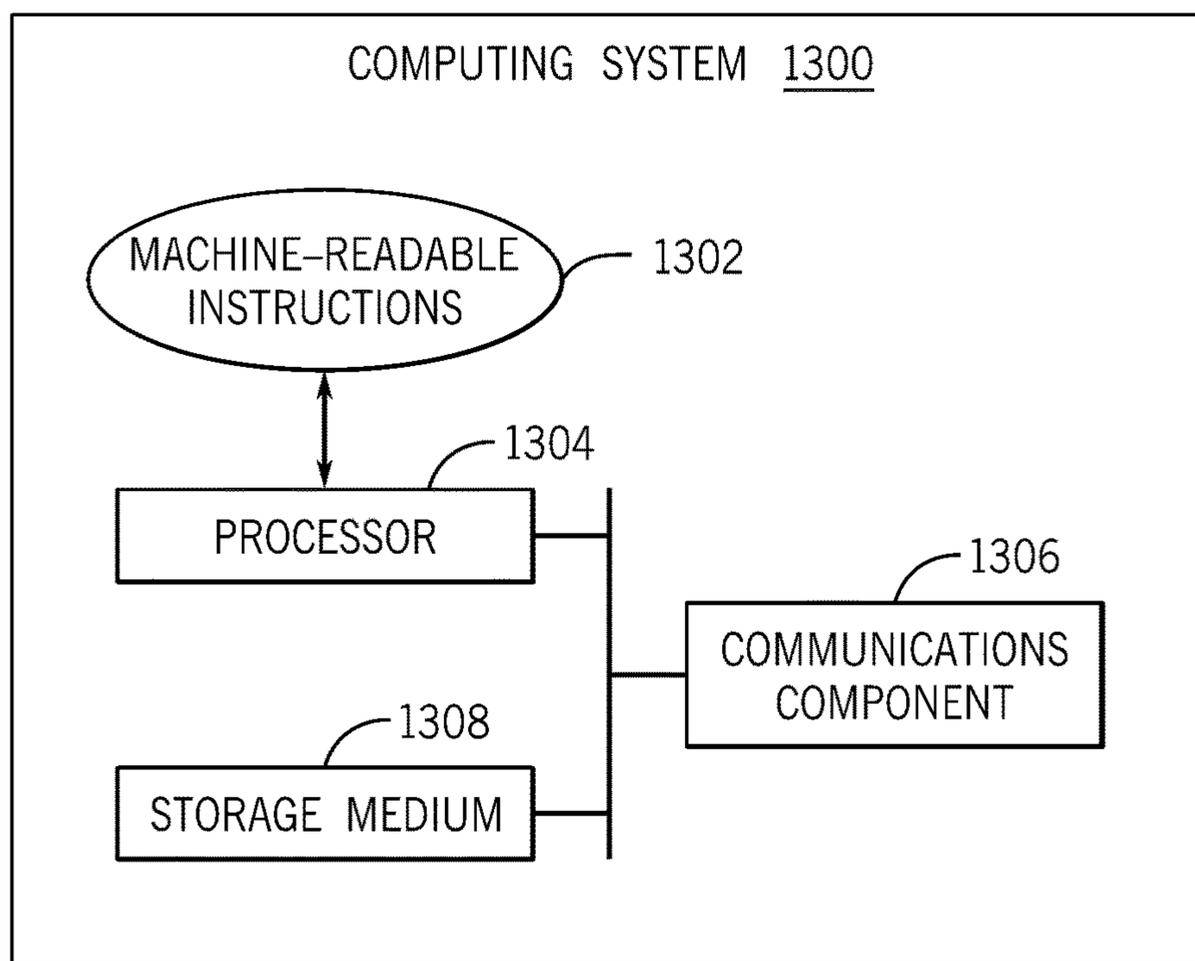 COMPUTING SYSTEM 1300
MACHINE–READABLE
INSTRUCTIONS
1302
1304
PROCESSOR
1306
COMMUNICATIONS
COMPONENT
1308
STORAGE MEDIUM